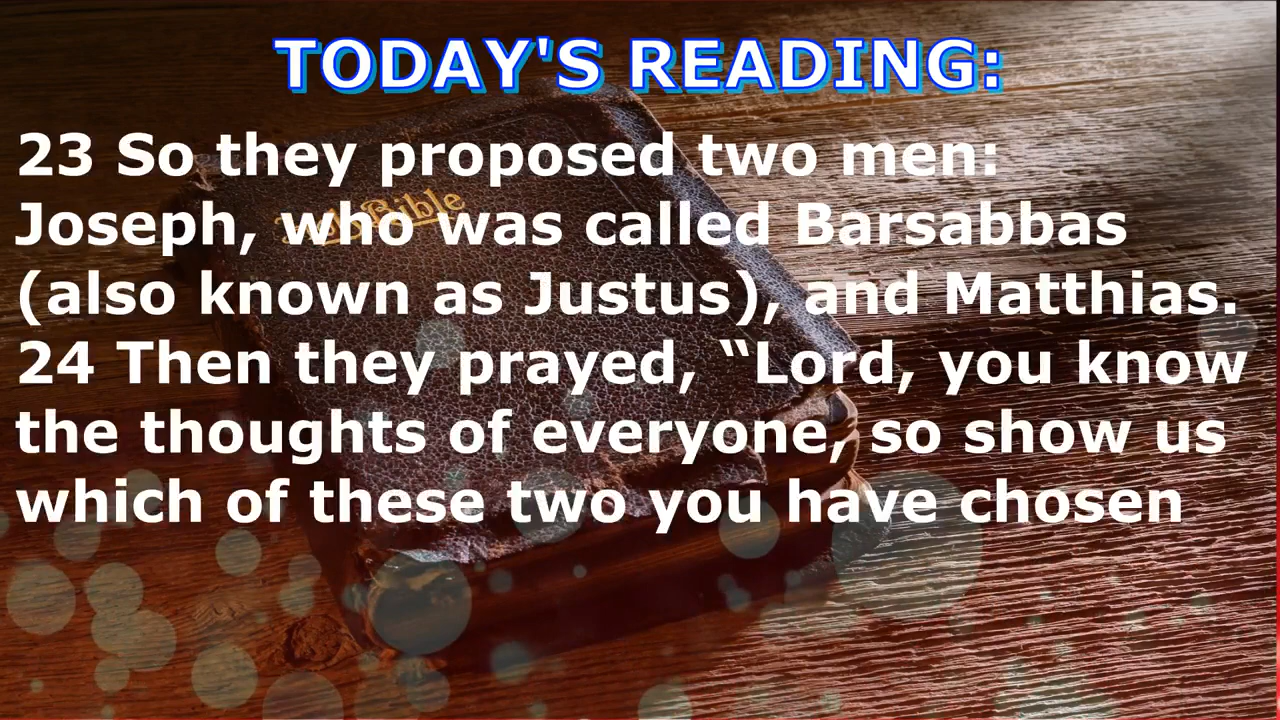 TODAY'S READING:
23 So they proposed two men:
Joseph, who was called Barsabbas
(also known as Justus), and Matthias.
24 Then they prayed, “Lord, you know
the thoughts of everyone, so show us
which of these two you have chosen
Holy Bible